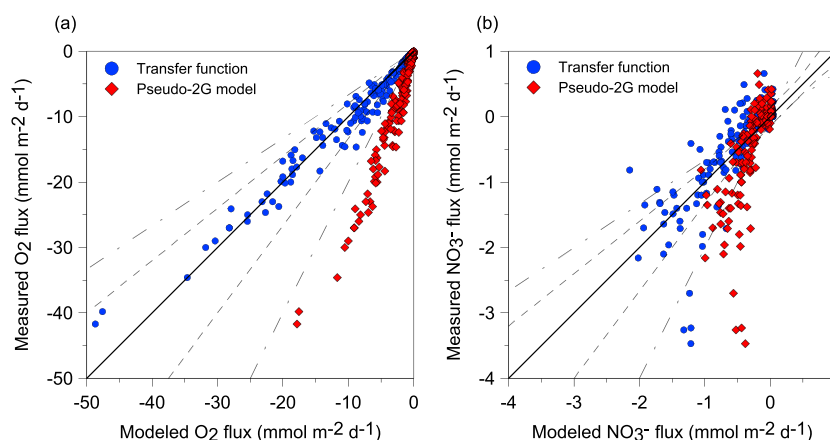 (a)
Measured O2 flux (mmol m-2 d-1)
0
-10
-20
-30
-40
-50
Transfer function
Pseudo-2G model
-50 -40 -30 -20 -10 0
Modeled O2 flux (mmol m-2 d-1)
(b)
Measured NO3- flux (mmol m-2 d-1)
1
0
-1
-2
-3
-4
Transfer function
Pseudo-2G model
-4 -3 -2 -1 0
Modeled NO3- flux (mmol m-2 d-1)